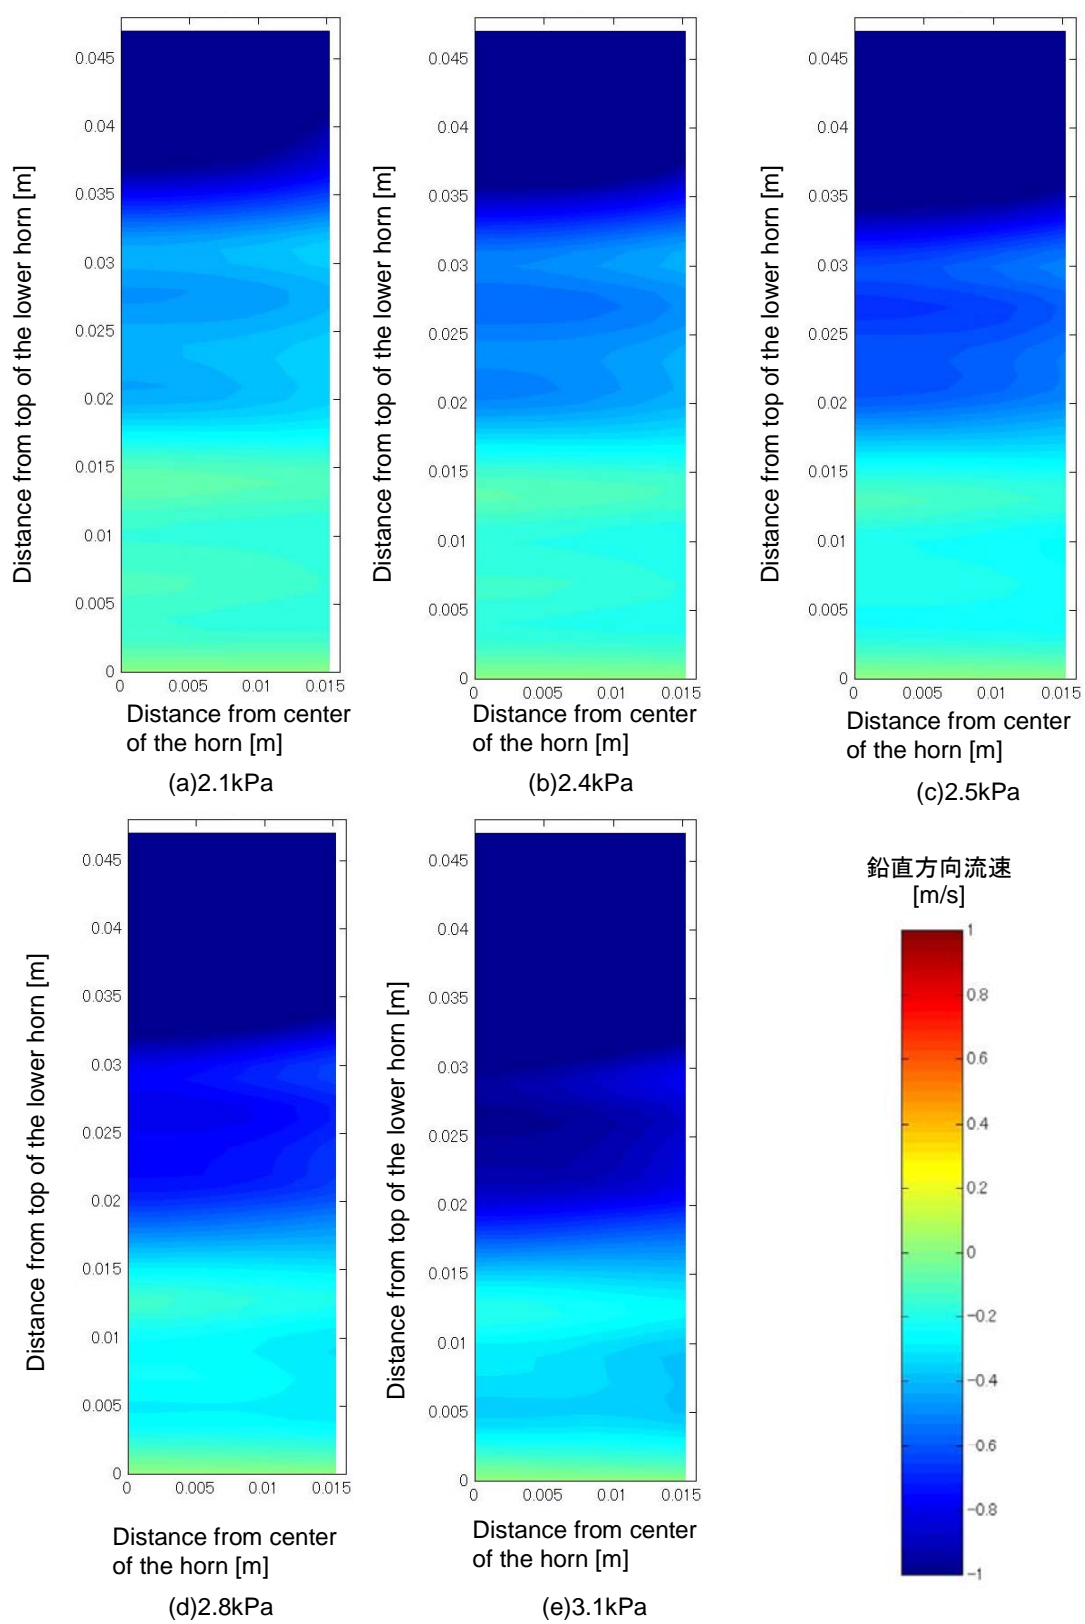 0.045
0.04
0.035
0.03
0.025
0.02
0.015
0.01
0.005
0
0 0.005 0.01 0.015
Distance from top of the lower horn [m]
Distance from center
of the horn [m]
(a)2.1kPa
0.045
0.04
0.035
0.03
0.025
0.02
0.015
0.01
0.005
0
0 0.005 0.01 0.015
Distance from top of the lower horn [m]
Distance from center
of the horn [m]
(b)2.4kPa
0.045
0.04
0.035
0.03
0.025
0.02
0.015
0.01
0.005
0
0 0.005 0.01 0.015
Distance from top of the lower horn [m]
Distance from center
of the horn [m]
(c)2.5kPa
0.045
0.04
0.035
0.03
0.025
0.02
0.015
0.01
0.005
0
0 0.005 0.01 0.015
Distance from top of the lower horn [m]
Distance from center
of the horn [m]
(d)2.8kPa
0.045
0.04
0.035
0.03
0.025
0.02
0.015
0.01
0.005
0
0 0.005 0.01 0.015
Distance from top of the lower horn [m]
Distance from center
of the horn [m]
(e)3.1kPa
鉛直方向流速
[m/s]
1
0.8
0.6
0.4
0.2
0
-0.2
-0.4
-0.6
-0.8
-1